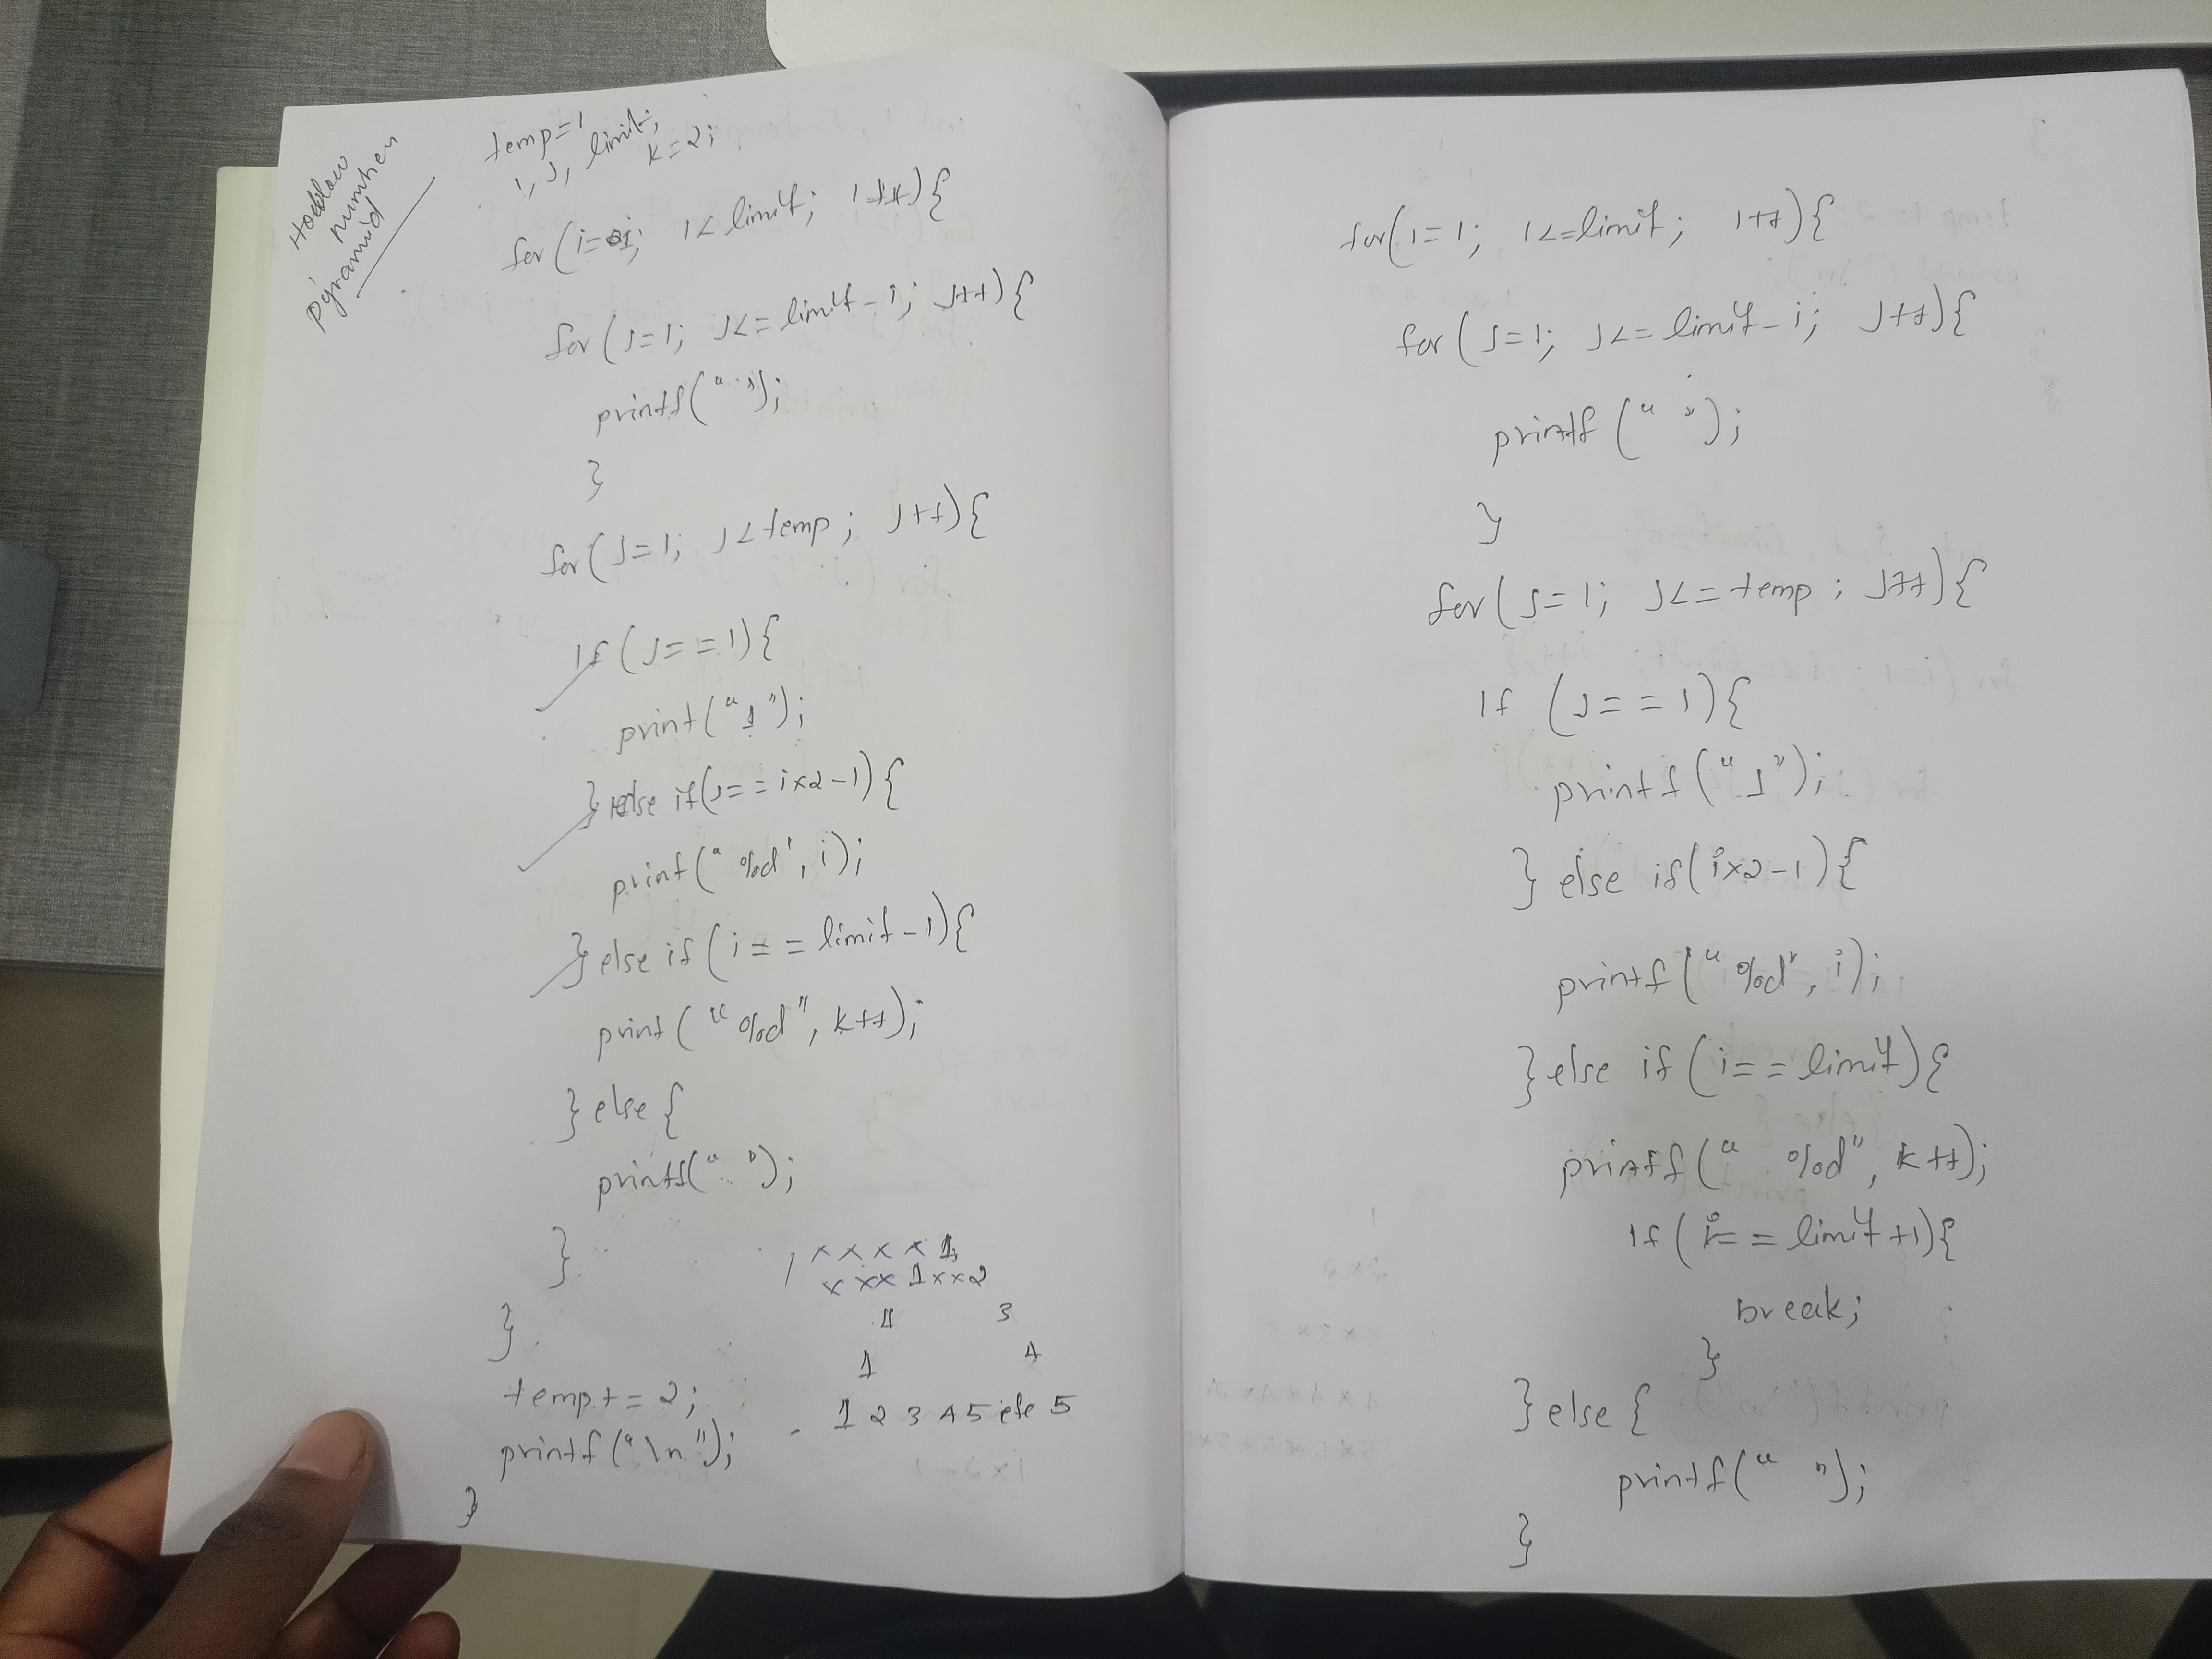 Hollow
number
Pyramid
temp=1
i, j, limit;
k=2;
for (i=1; i< limit; i++){
for (j=1; j<= limit-i; j++){
printf(" ");
}
for (j=1; j<temp; j++){
if (j==1){
print("1");
}else if(j==i×2-1){
print("%d", i);
}else if (i==limit-1){
print("%d", k++);
}else{
printf(" ");
}
}
temp+=2;
printf("\n");
}
x x x x 1
x x x 1 x x 2
1 3
1 4
1 2 3 4 5 5
for(i=1; i<=limit; i++){
for (j=1; j<= limit-i; j++){
printf (" ");
}
for (j=1; j<=temp; j++){
if (j==1){
printf("1");
}else if(i×2-1){
printf("%d", i);
}else if (i==limit){
printf(" %d", k++);
if (k==limit+1){
break;
}
}else{
printf(" ");
}